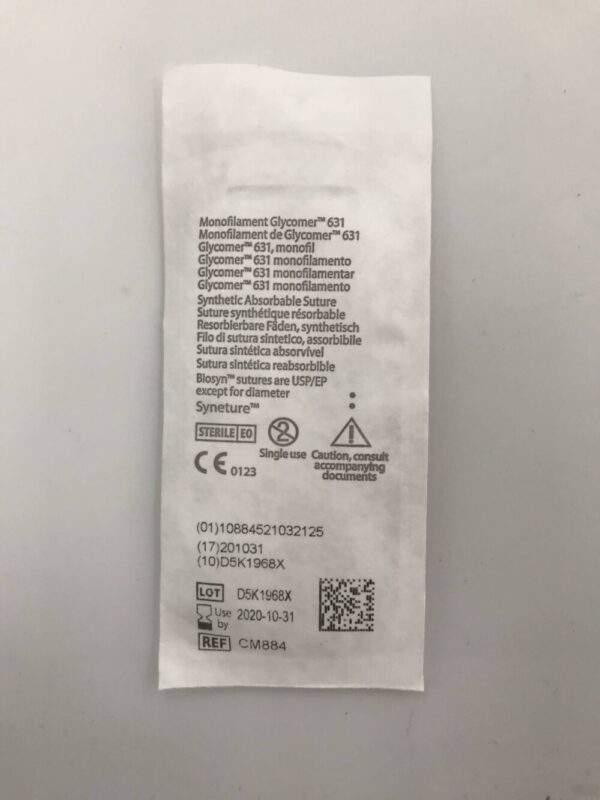 Monofilament Glycomer™ 631
Monofilament de Glycomer™ 631
Glycomer™ 631, monofil
Glycomer™ 631 monofilamento
Glycomer™ 631 monofilamentar
Glycomer™ 631 monofilamento
Synthetic Absorbable Suture
Suture synthétique résorbable
Resorbierbare Fäden, synthetisch
Filo di sutura sintetico, assorbibile
Sutura sintética absorvível
Sutura sintética reabsorbible
Biosyn™ sutures are USP/EP
except for diameter
Syneture™
STERILE EO
2
Single use
Caution, consult
accompanying
documents
CE 0123
(01)10884521032125
(17)201031
(10)D5K1968X
LOT D5K1968X
Use by 2020-10-31
REF CM884